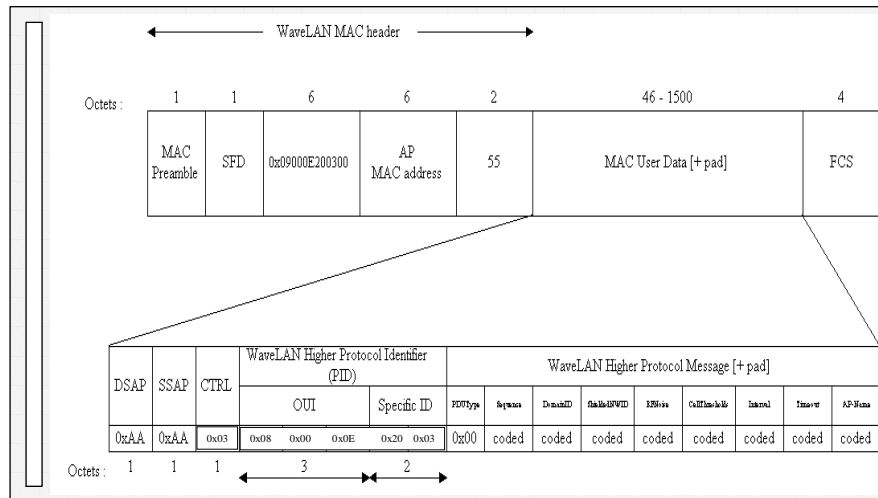 WaveLAN MAC header
Octets : 1 1 6 6 2 46 - 1500 4
MAC Preamble SFD 0x09000E200300 AP MAC address 55 MAC User Data [+ pad] FCS
WaveLAN Higher Protocol Identifier (PID) WaveLAN Higher Protocol Message [+ pad]
DSAP SSAP CTRL OUI Specific ID PDUType Sequence DomainID ShieldedNWID RFNoise CellThresholds Interval Timeout AP-Name
0xAA 0xAA 0x03 0x08 0x00 0x0E 0x20 0x03 0x00 coded coded coded coded coded coded coded coded
Octets : 1 1 1 3 2